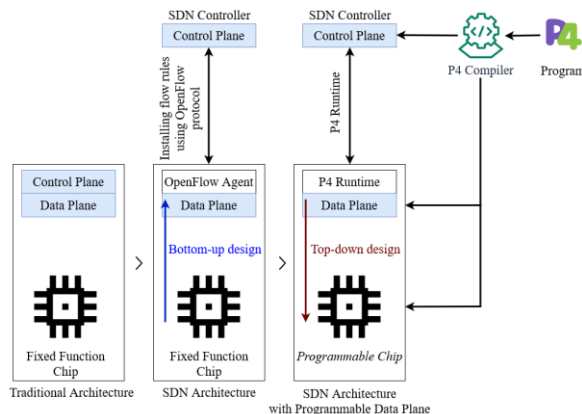 SDN Controller
Control Plane
SDN Controller
Control Plane
P4
P4 Compiler
Program
Installing flow rules
using OpenFlow
protocol
P4 Runtime
Control Plane
Data Plane
Fixed Function
Chip
Traditional Architecture
OpenFlow Agent
Data Plane
Bottom-up design
Fixed Function
Chip
SDN Architecture
P4 Runtime
Data Plane
Top-down design
Programmable Chip
SDN Architecture
with Programmable Data Plane